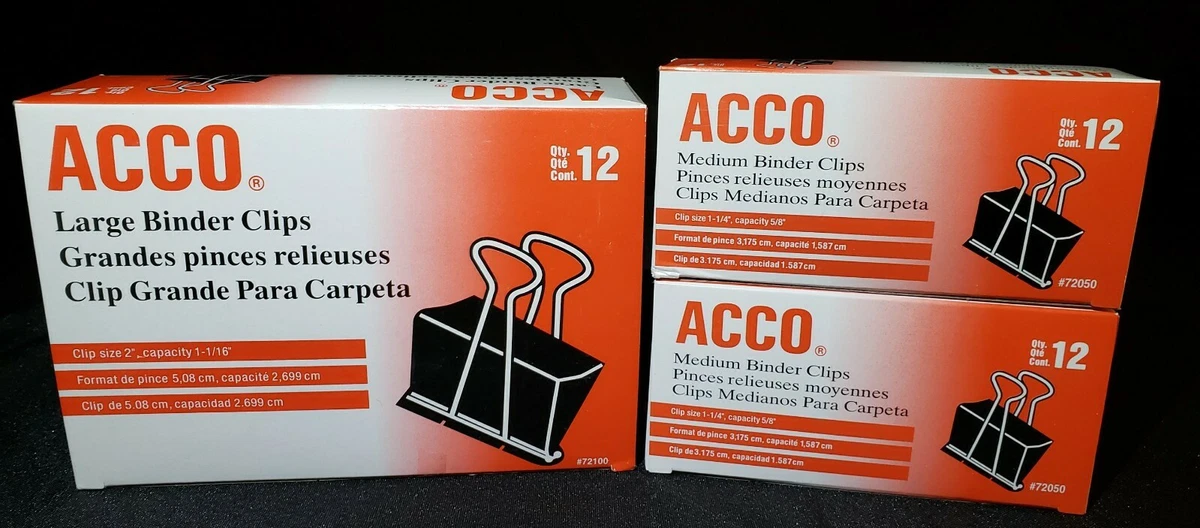 12
ACCO®
ACCO®
Large Binder Clips
Grandes pinces relieuses
Clip Grande Para Carpeta
Qty.
Qté
Cont. 12
Clip size 2", capacity 1-1/16"
Format de pince 5,08 cm, capacité 2,699 cm
Clip de 5.08 cm, capacidad 2.699 cm
#72100
ACCO®
Medium Binder Clips
Pinces relieuses moyennes
Clips Medianos Para Carpeta
Qty.
Qté
Cont. 12
Clip size 1-1/4", capacity 5/8"
Format de pince 3,175 cm, capacité 1,587 cm
Clip de 3.175 cm, capacidad 1.587cm
#72050
ACCO®
Medium Binder Clips
Pinces relieuses moyennes
Clips Medianos Para Carpeta
Qty.
Qté
Cont. 12
Clip size 1-1/4", capacity 5/8"
Format de pince 3,175 cm, capacité 1,587 cm
Clip de 3.175 cm, capacidad 1.587cm
#72050